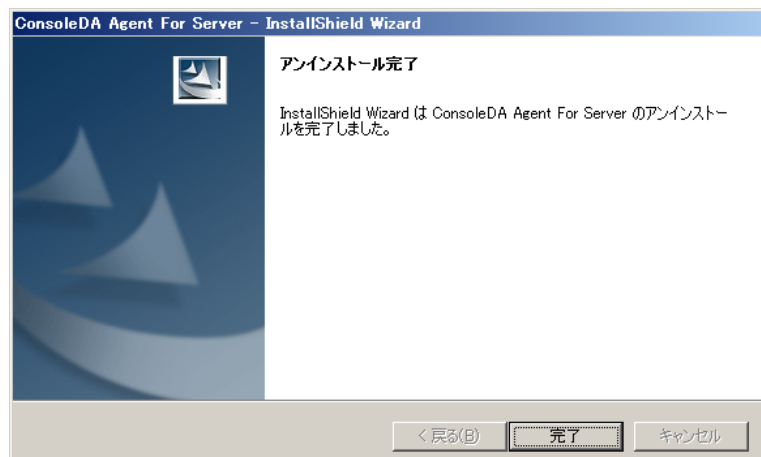 ConsoleDA Agent For Server - InstallShield Wizard
アンインストール完了
InstallShield Wizard は ConsoleDA Agent For Server のアンインストー
ルを完了しました。
< 戻る(B)
完了
キャンセル